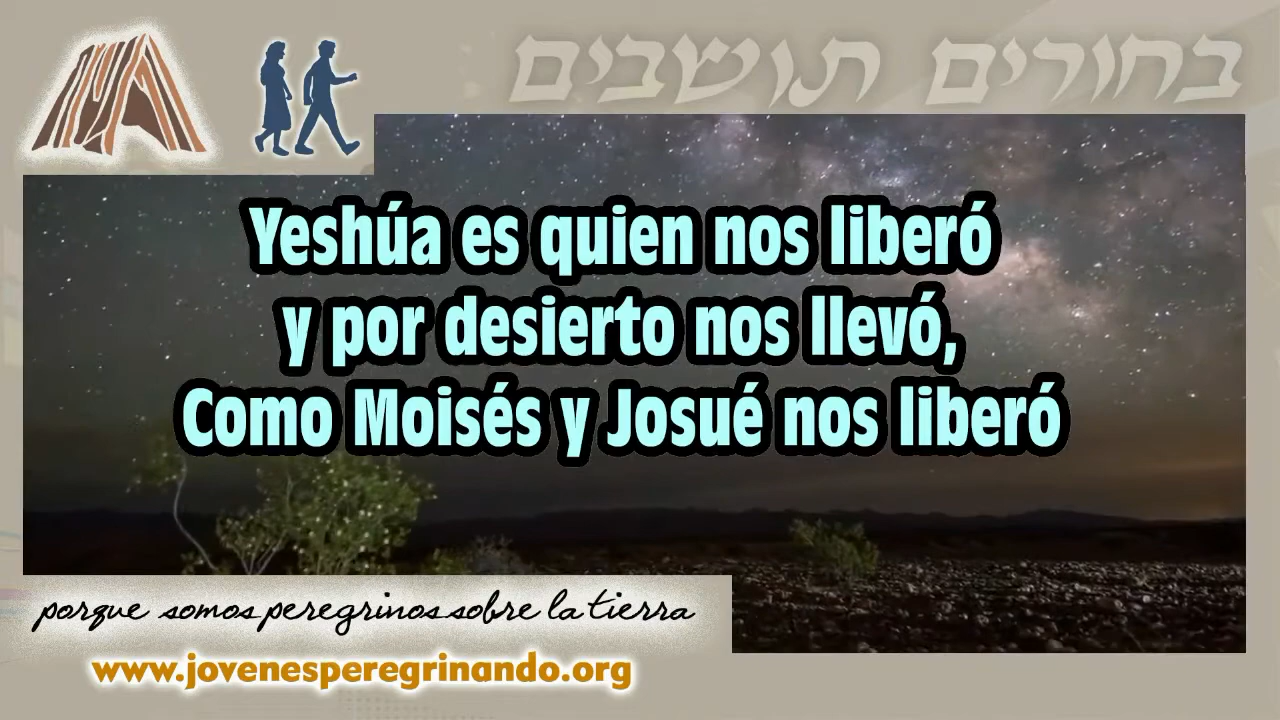 בחורים תושבים
Yeshúa es quien nos liberó
y por desierto nos llevó,
Como Moisés y Josué nos liberó
porque somos peregrinos sobre la tierra
www.jovenesperegrinando.org